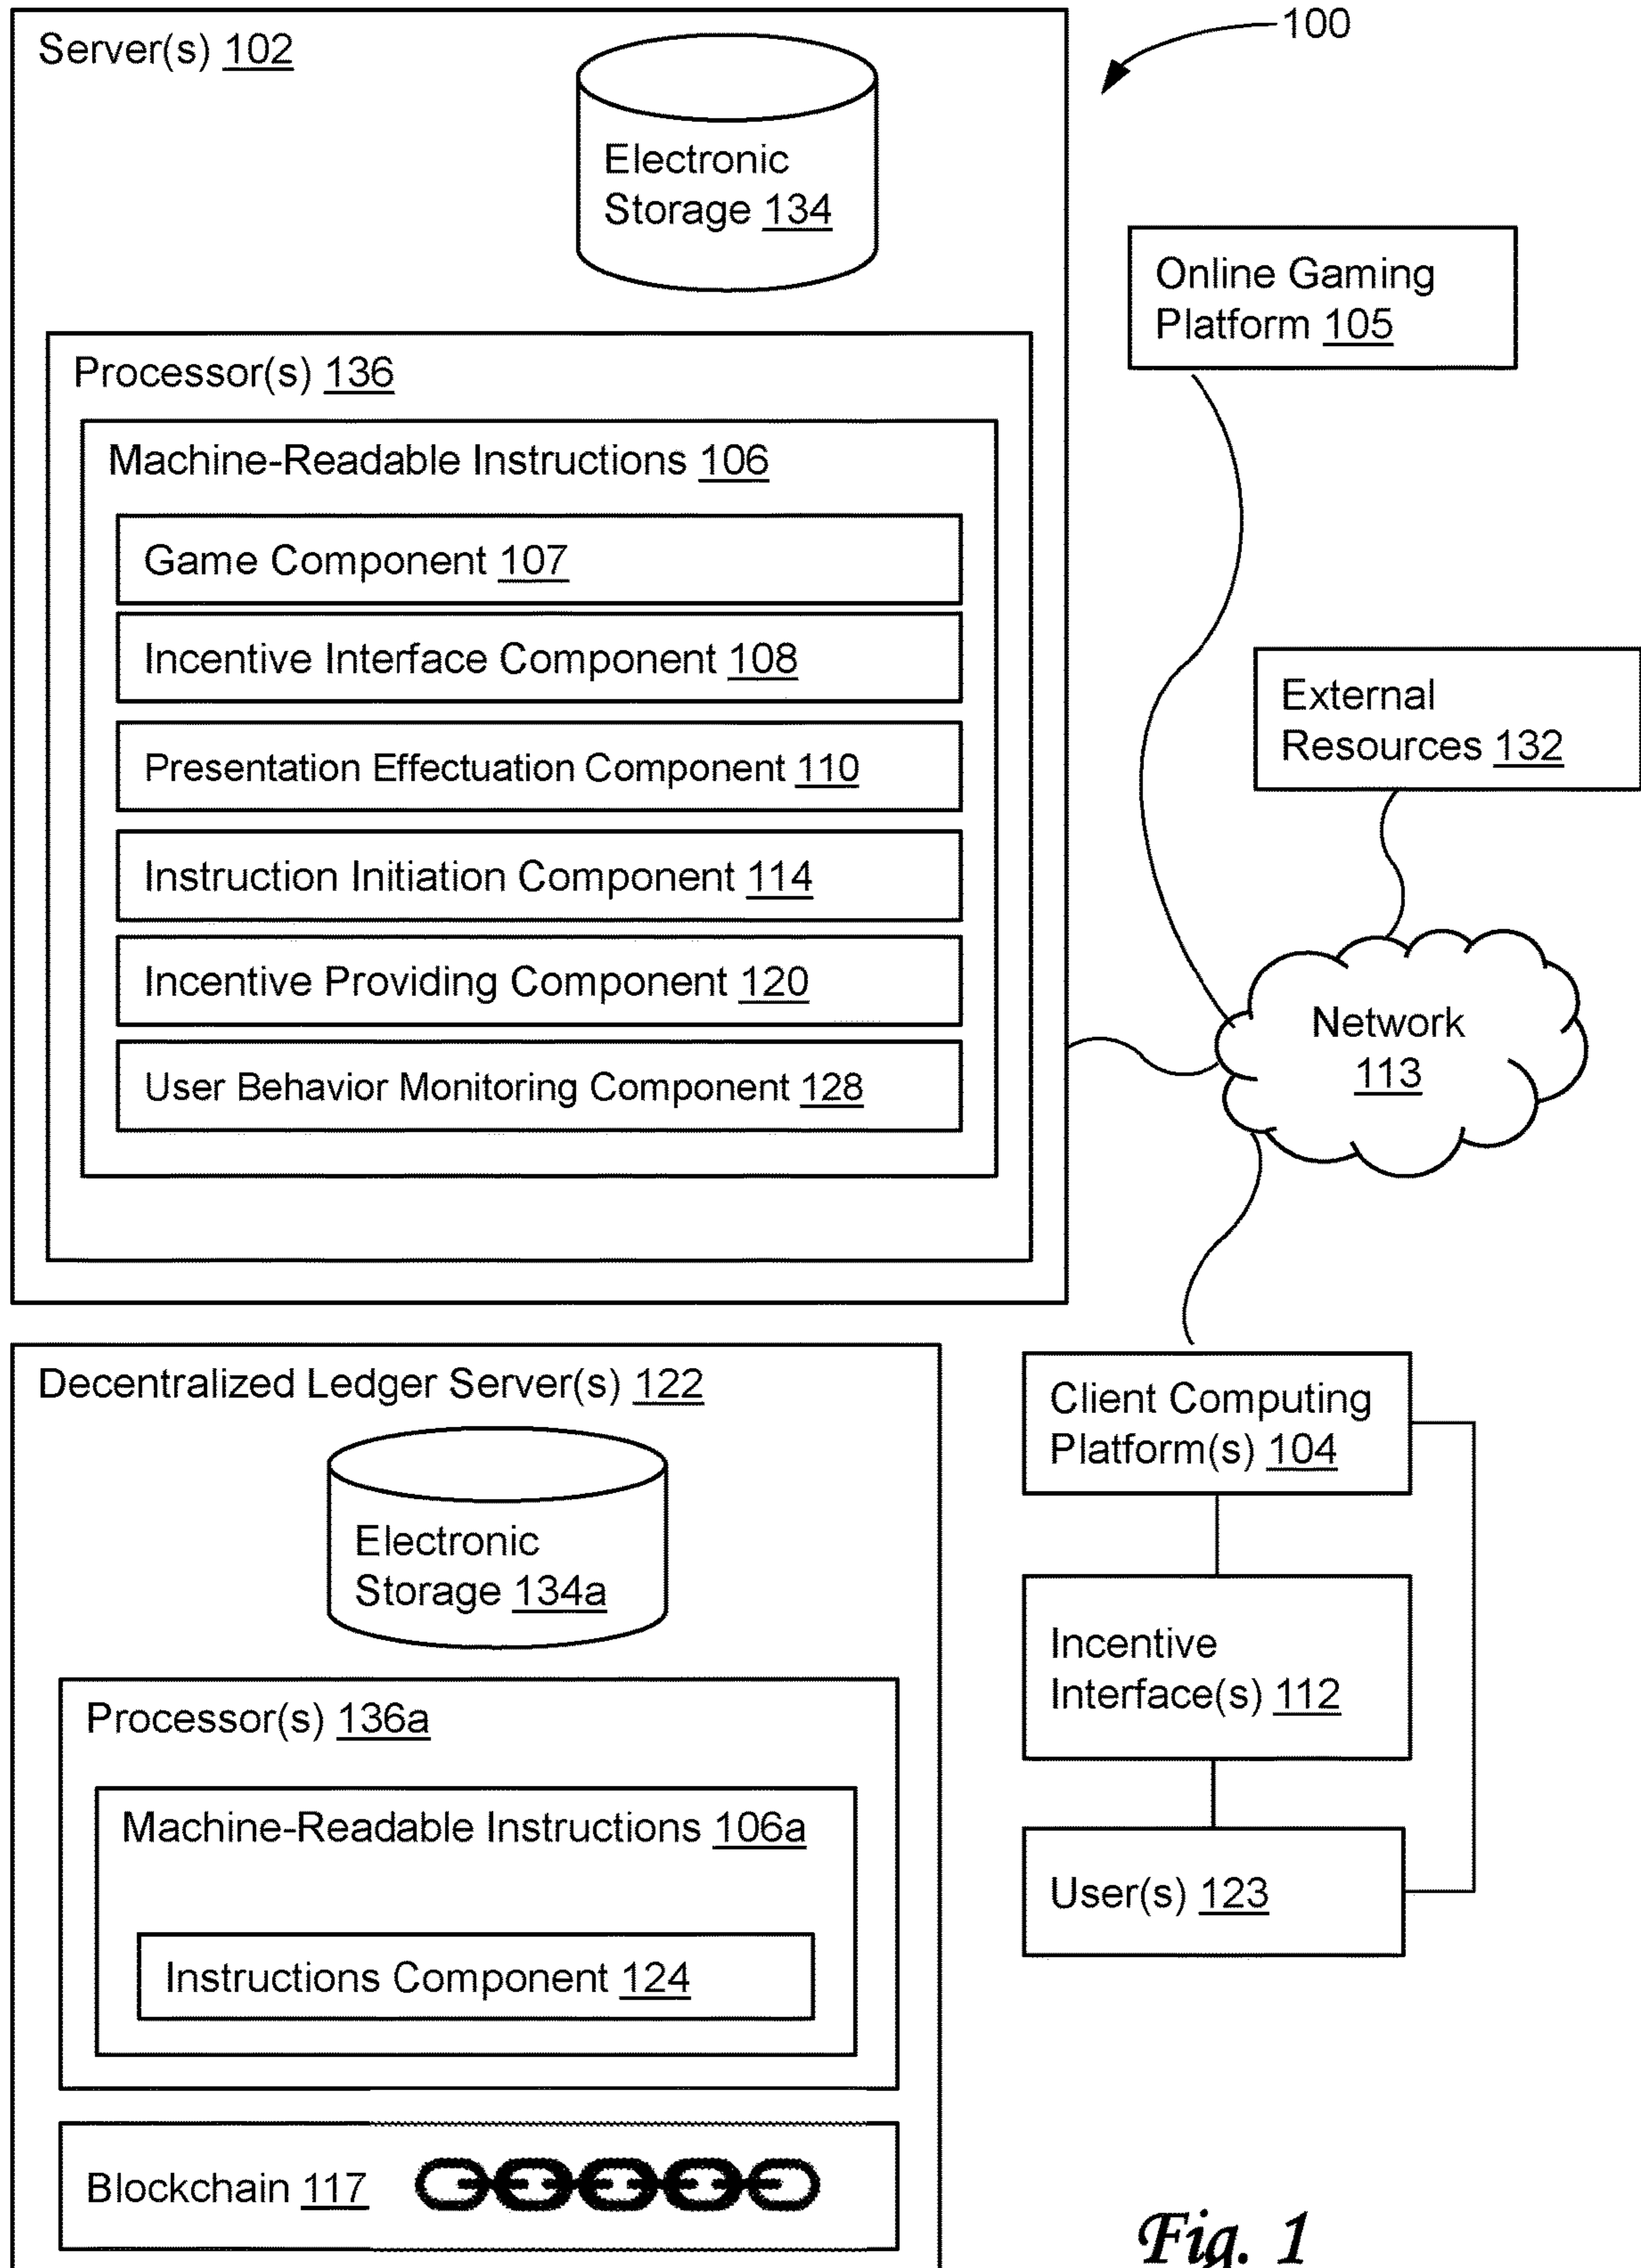 100
Server(s) 102
Electronic
Storage 134
Processor(s) 136
Machine-Readable Instructions 106
Game Component 107
Incentive Interface Component 108
Presentation Effectuation Component 110
Instruction Initiation Component 114
Incentive Providing Component 120
User Behavior Monitoring Component 128
Online Gaming
Platform 105
External
Resources 132
Network
113
Decentralized Ledger Server(s) 122
Electronic
Storage 134a
Processor(s) 136a
Machine-Readable Instructions 106a
Instructions Component 124
Blockchain 117
Client Computing
Platform(s) 104
Incentive
Interface(s) 112
User(s) 123
Fig. 1